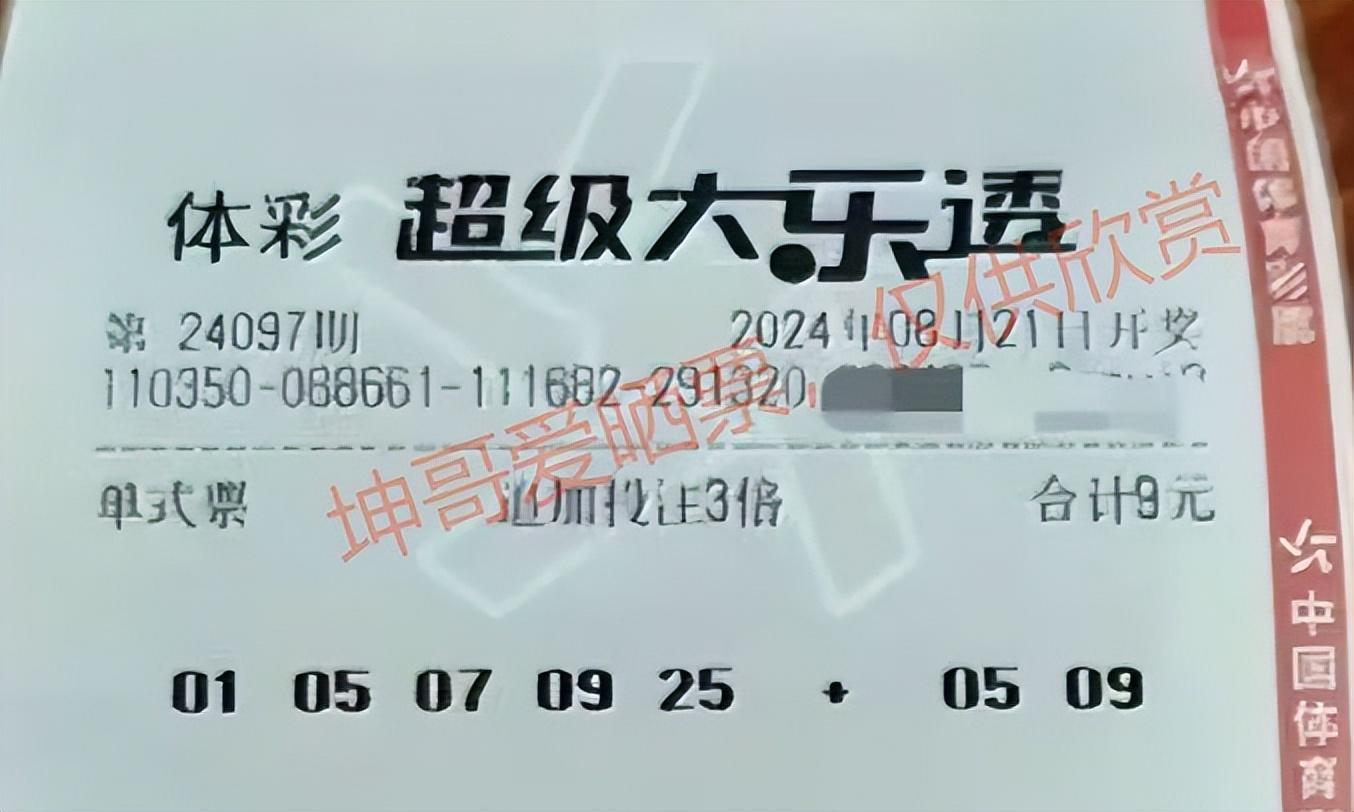 体彩 超级大乐透
第 24097期 2024年08月21日开奖
110350-088661-111682-291320
单式票 追加投注3倍 合计9元
01 05 07 09 25 + 05 09
坤哥爱晒票，仅供欣赏
中国体育彩票
中国体育